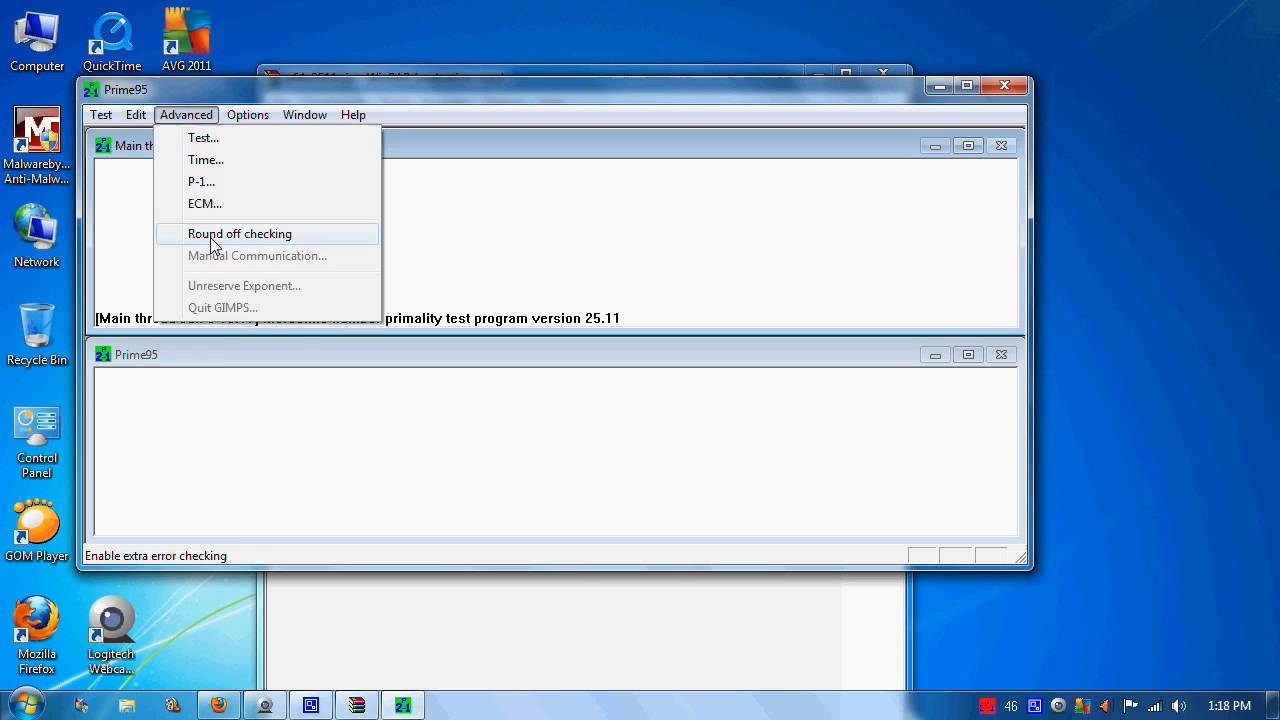 Computer
QuickTime
AVG 2011
Prime95
Test Edit Advanced Options Window Help
Main th
Test...
Time...
P-1...
ECM...
Round off checking
Manual Communication...
Unreserve Exponent...
Quit GIMPS...
primality test program version 25.11
[Main thr
Prime95
Enable extra error checking
Malwareby...
Anti-Malw...
Network
Recycle Bin
Control
Panel
GOM Player
Mozilla
Firefox
Logitech
Webca...
46
1:18 PM